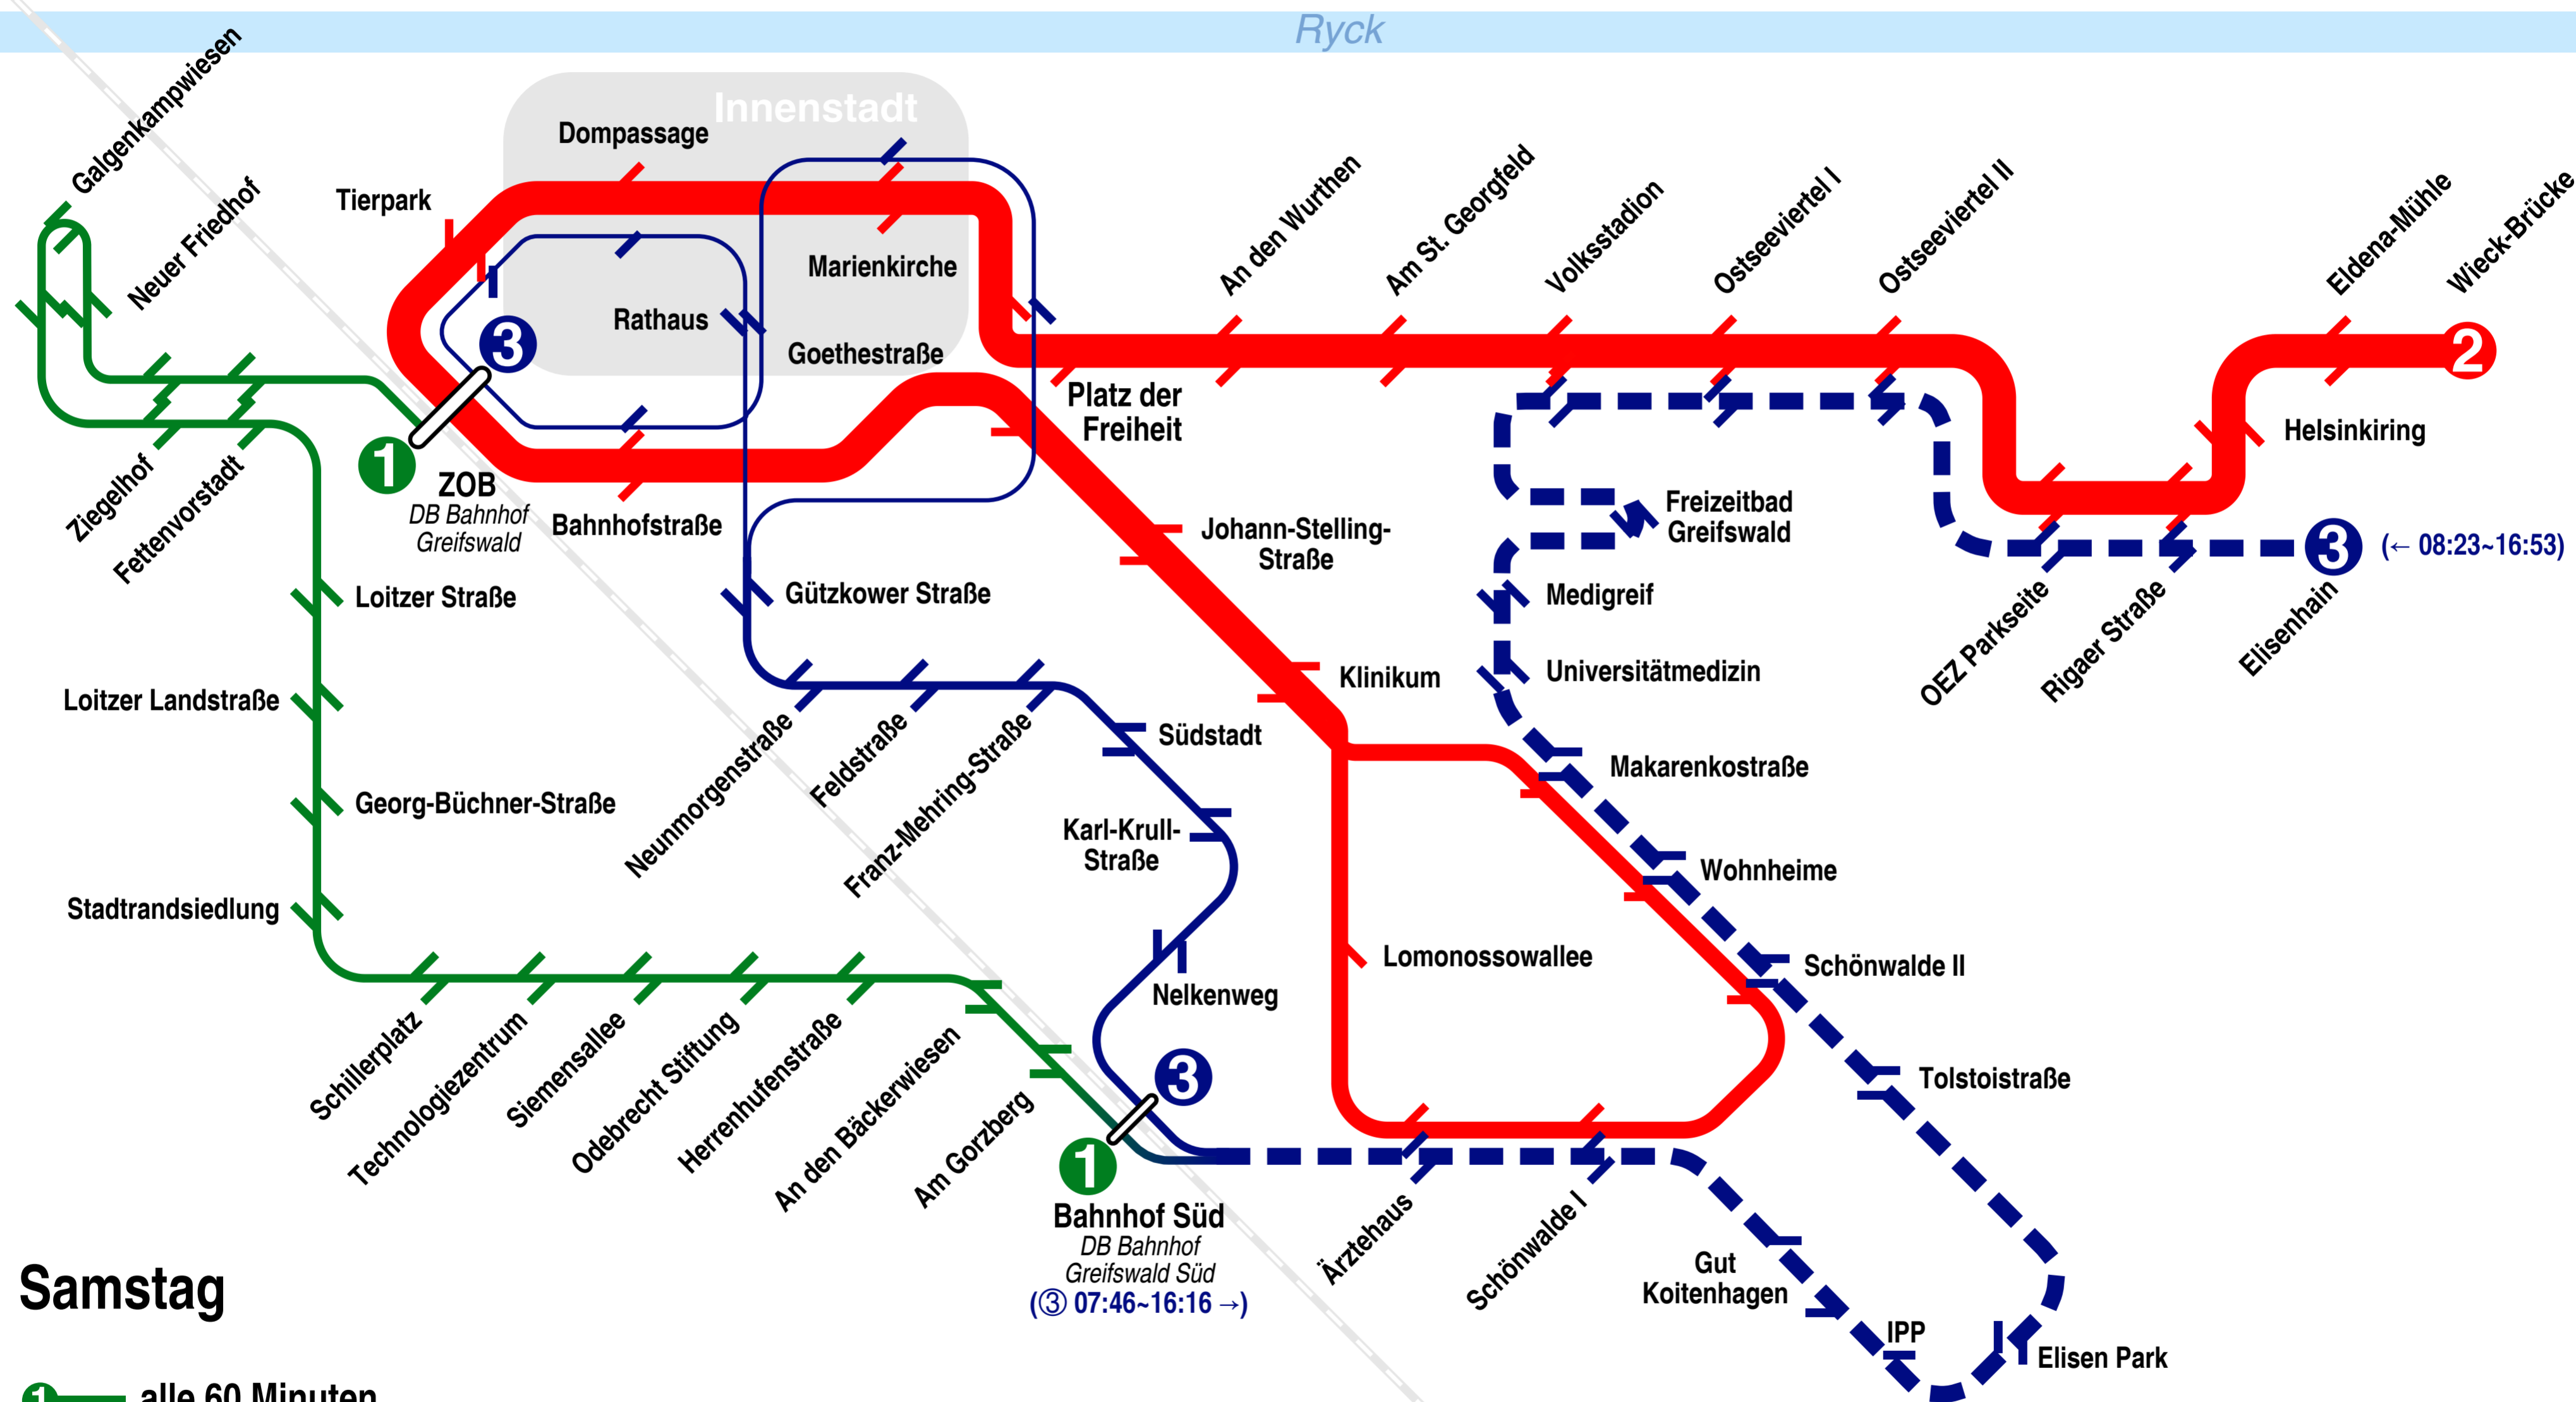 Ryck
Galgenkampwiesen
Neuer Friedhof
Innenstadt
Dompassage
Tierpark
Marienkirche
Rathaus
Goethestraße
3
An den Wurthen
Am St. Georgfeld
Volksstadion
Ostseeviertel I
Ostseeviertel II
Eldena-Mühle
Wieck-Brücke
2
Platz der
Freiheit
Helsinkiring
1
ZOB
DB Bahnhof
Greifswald
Bahnhofstraße
Ziegelhof
Fettenvorstadt
Johann-Stelling-
Straße
Freizeitbad
Greifswald
3
(← 08:23~16:53)
Loitzer Straße
Gützkower Straße
Medigreif
OEZ Parkseite
Rigaer Straße
Elisenhain
Loitzer Landstraße
Klinikum
Universitätmedizin
Neunmorgenstraße
Feldstraße
Franz-Mehring-Straße
Südstadt
Makarenkostraße
Georg-Büchner-Straße
Karl-Krull-
Straße
Wohnheime
Stadtrandsiedlung
Lomonossowallee
Schönwalde II
Nelkenweg
Schillerplatz
Technologiezentrum
Siemensallee
Odebrecht Stiftung
Herrenhufenstraße
An den Bäckerwiesen
Am Gorzberg
3
Tolstoistraße
1
Bahnhof Süd
DB Bahnhof
Greifswald Süd
(③ 07:46~16:16 →)
Ärztehaus
Schönwalde I
Gut
Koitenhagen
IPP
Elisen Park
Samstag
1 alle 60 Minuten